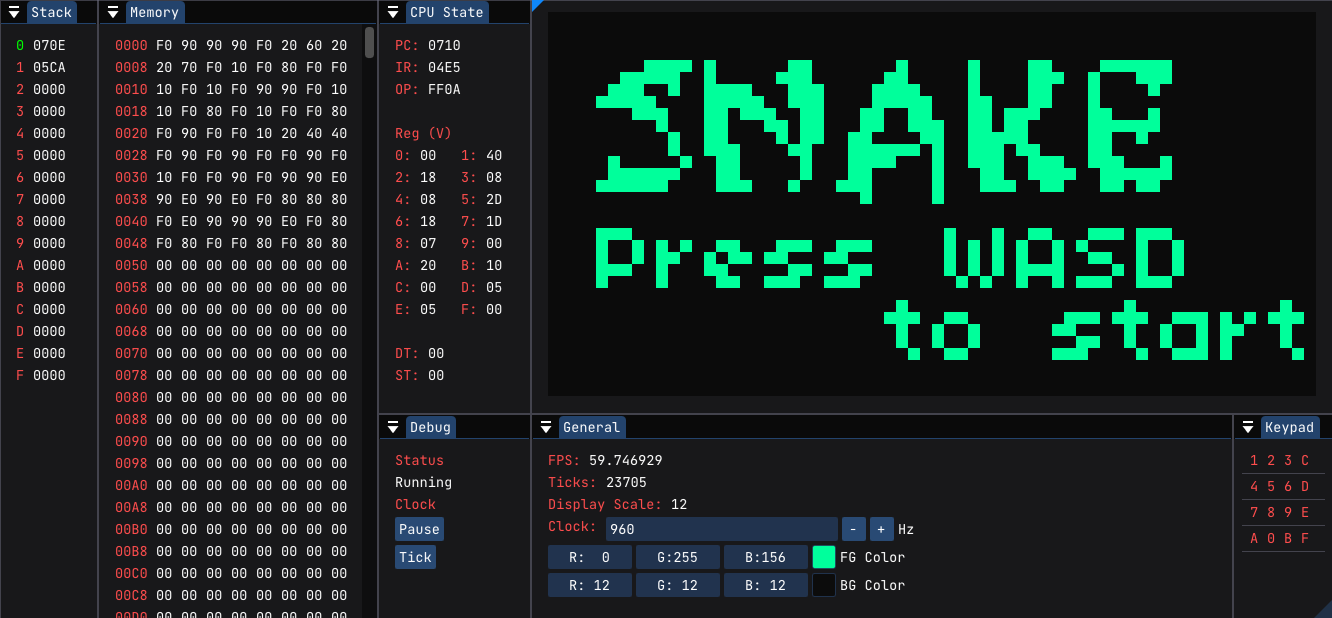 Stack
0 070E
1 05CA
2 0000
3 0000
4 0000
5 0000
6 0000
7 0000
8 0000
9 0000
A 0000
B 0000
C 0000
D 0000
E 0000
F 0000
Memory
0000 F0 90 90 90 F0 20 60 20
0008 20 70 F0 10 F0 80 F0 F0
0010 10 F0 10 F0 90 90 F0 10
0018 10 F0 80 F0 10 F0 F0 80
0020 F0 90 F0 F0 10 20 40 40
0028 F0 90 F0 90 F0 F0 90 F0
0030 10 F0 F0 90 F0 90 90 E0
0038 90 E0 90 E0 F0 80 80 80
0040 F0 E0 90 90 90 E0 F0 80
0048 F0 80 F0 F0 80 F0 80 80
0050 00 00 00 00 00 00 00 00
0058 00 00 00 00 00 00 00 00
0060 00 00 00 00 00 00 00 00
0068 00 00 00 00 00 00 00 00
0070 00 00 00 00 00 00 00 00
0078 00 00 00 00 00 00 00 00
0080 00 00 00 00 00 00 00 00
0088 00 00 00 00 00 00 00 00
0090 00 00 00 00 00 00 00 00
0098 00 00 00 00 00 00 00 00
00A0 00 00 00 00 00 00 00 00
00A8 00 00 00 00 00 00 00 00
00B0 00 00 00 00 00 00 00 00
00B8 00 00 00 00 00 00 00 00
00C0 00 00 00 00 00 00 00 00
00C8 00 00 00 00 00 00 00 00
00D0 00 00 00 00 00 00 00 00
CPU State
PC: 0710
IR: 04E5
OP: FF0A
Reg (V)
0: 00 1: 40
2: 18 3: 08
4: 08 5: 2D
6: 18 7: 1D
8: 07 9: 00
A: 20 B: 10
C: 00 D: 05
E: 05 F: 00
DT: 00
ST: 00
SNAKE
Press WASD
to start
Debug
Status
Running
Clock
Pause
Tick
General
FPS: 59.746929
Ticks: 23705
Display Scale: 12
Clock: 960 - + Hz
R: 0 G:255 B:156 FG Color
R: 12 G: 12 B: 12 BG Color
Keypad
1 2 3 C
4 5 6 D
7 8 9 E
A 0 B F